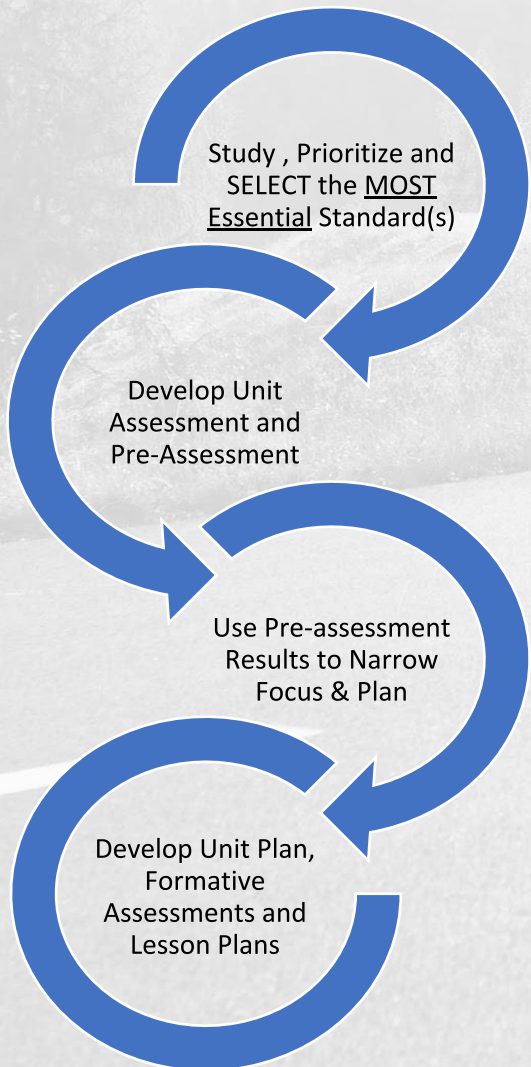 Study , Prioritize and
SELECT the MOST
Essential Standard(s)
Develop Unit
Assessment and
Pre-Assessment
Use Pre-assessment
Results to Narrow
Focus & Plan
Develop Unit Plan,
Formative
Assessments and
Lesson Plans